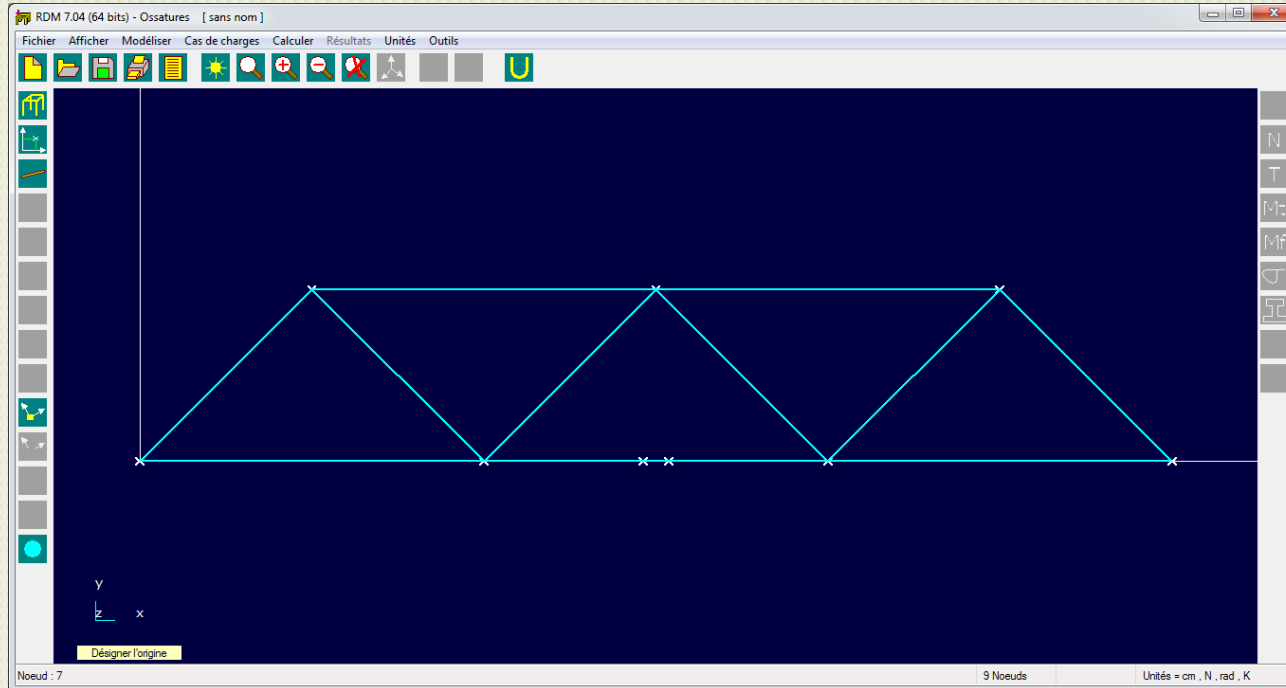 RDM 7.04 (64 bits) - Ossatures [ sans nom ]
Fichier Afficher Modéliser Cas de charges Calculer Résultats Unités Outils
N
T
Mf
y
z x
Désigner l'origine
Noeud : 7 9 Noeuds Unités = cm , N , rad , K